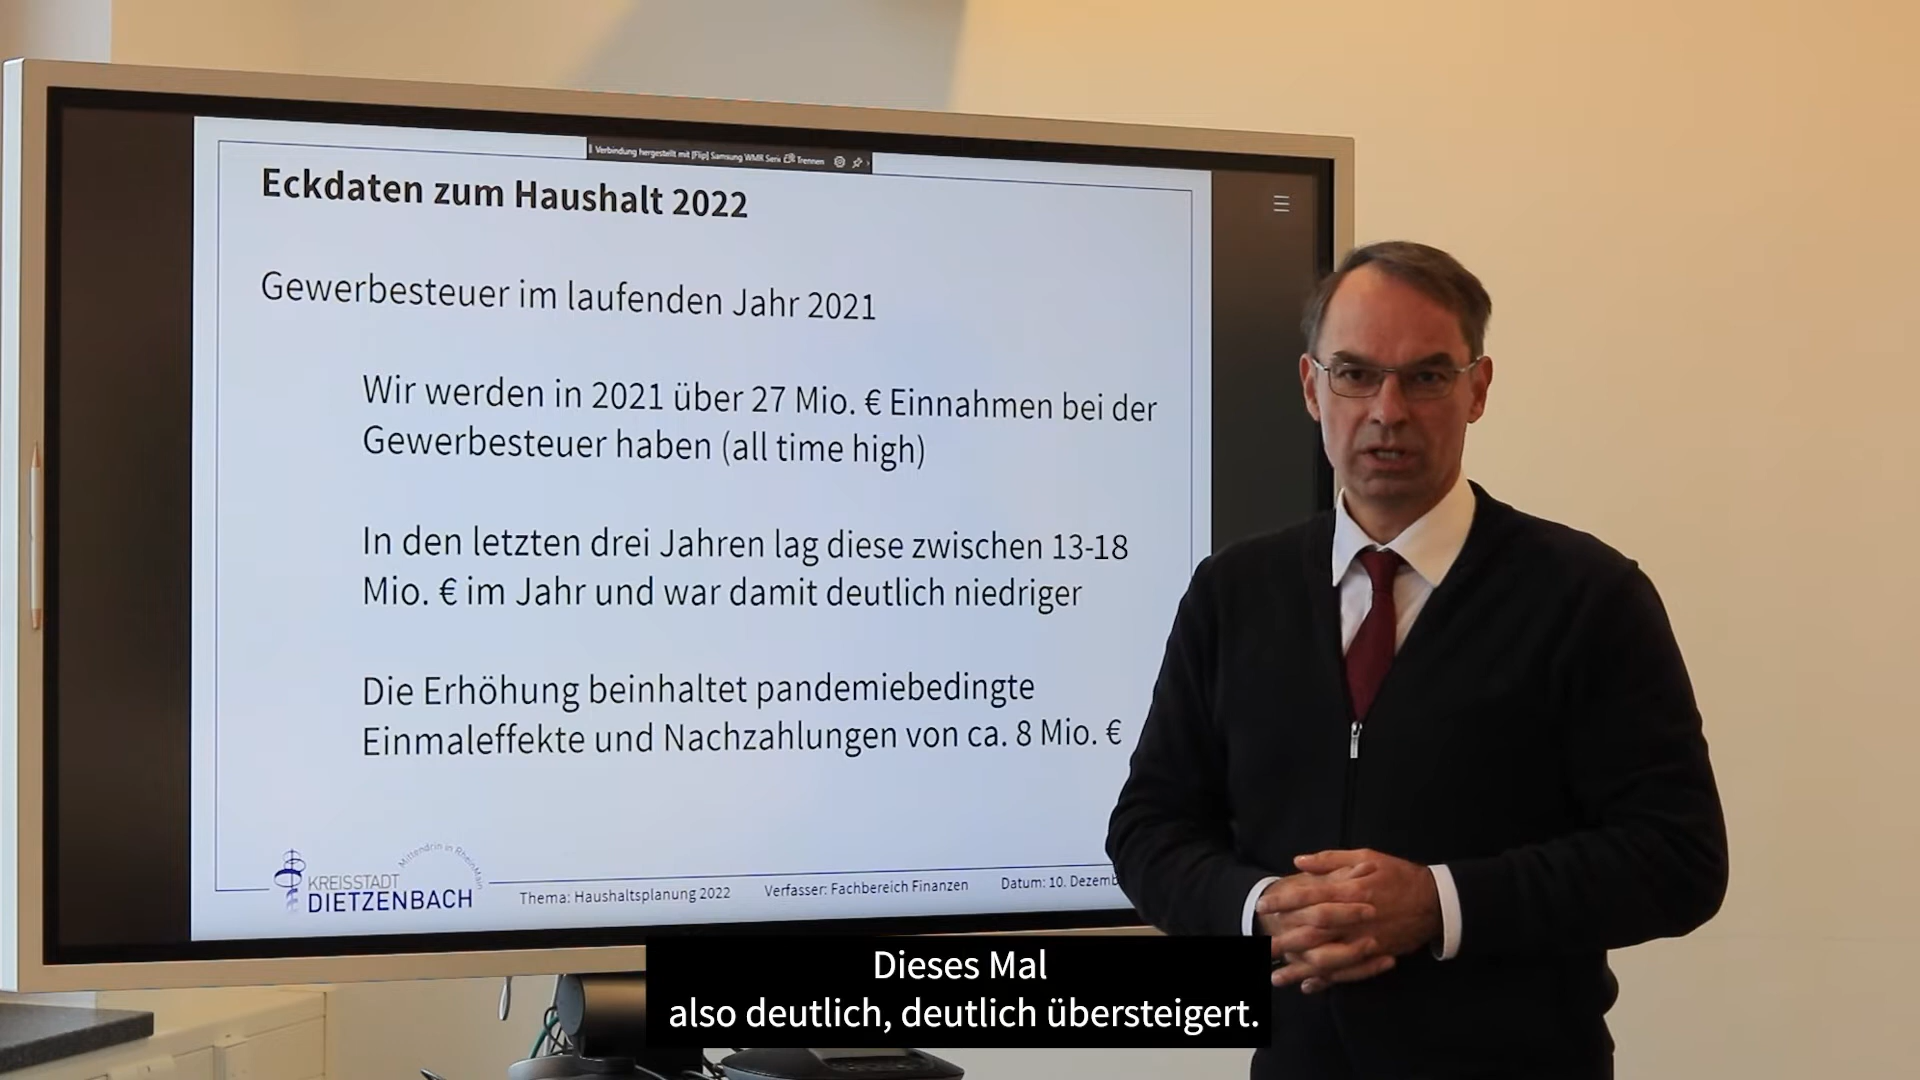 Verbindung hergestellt mit [Flip] Samsung WMR Serie Trennen
Eckdaten zum Haushalt 2022
Gewerbesteuer im laufenden Jahr 2021
Wir werden in 2021 über 27 Mio. € Einnahmen bei der
Gewerbesteuer haben (all time high)
In den letzten drei Jahren lag diese zwischen 13-18
Mio. € im Jahr und war damit deutlich niedriger
Die Erhöhung beinhaltet pandemiebedingte
Einmaleffekte und Nachzahlungen von ca. 8 Mio. €
Mittendrin in RheinMain
KREISSTADT
DIETZENBACH
Thema: Haushaltsplanung 2022 Verfasser: Fachbereich Finanzen Datum: 10. Dezemb
Dieses Mal
also deutlich, deutlich übersteigert.